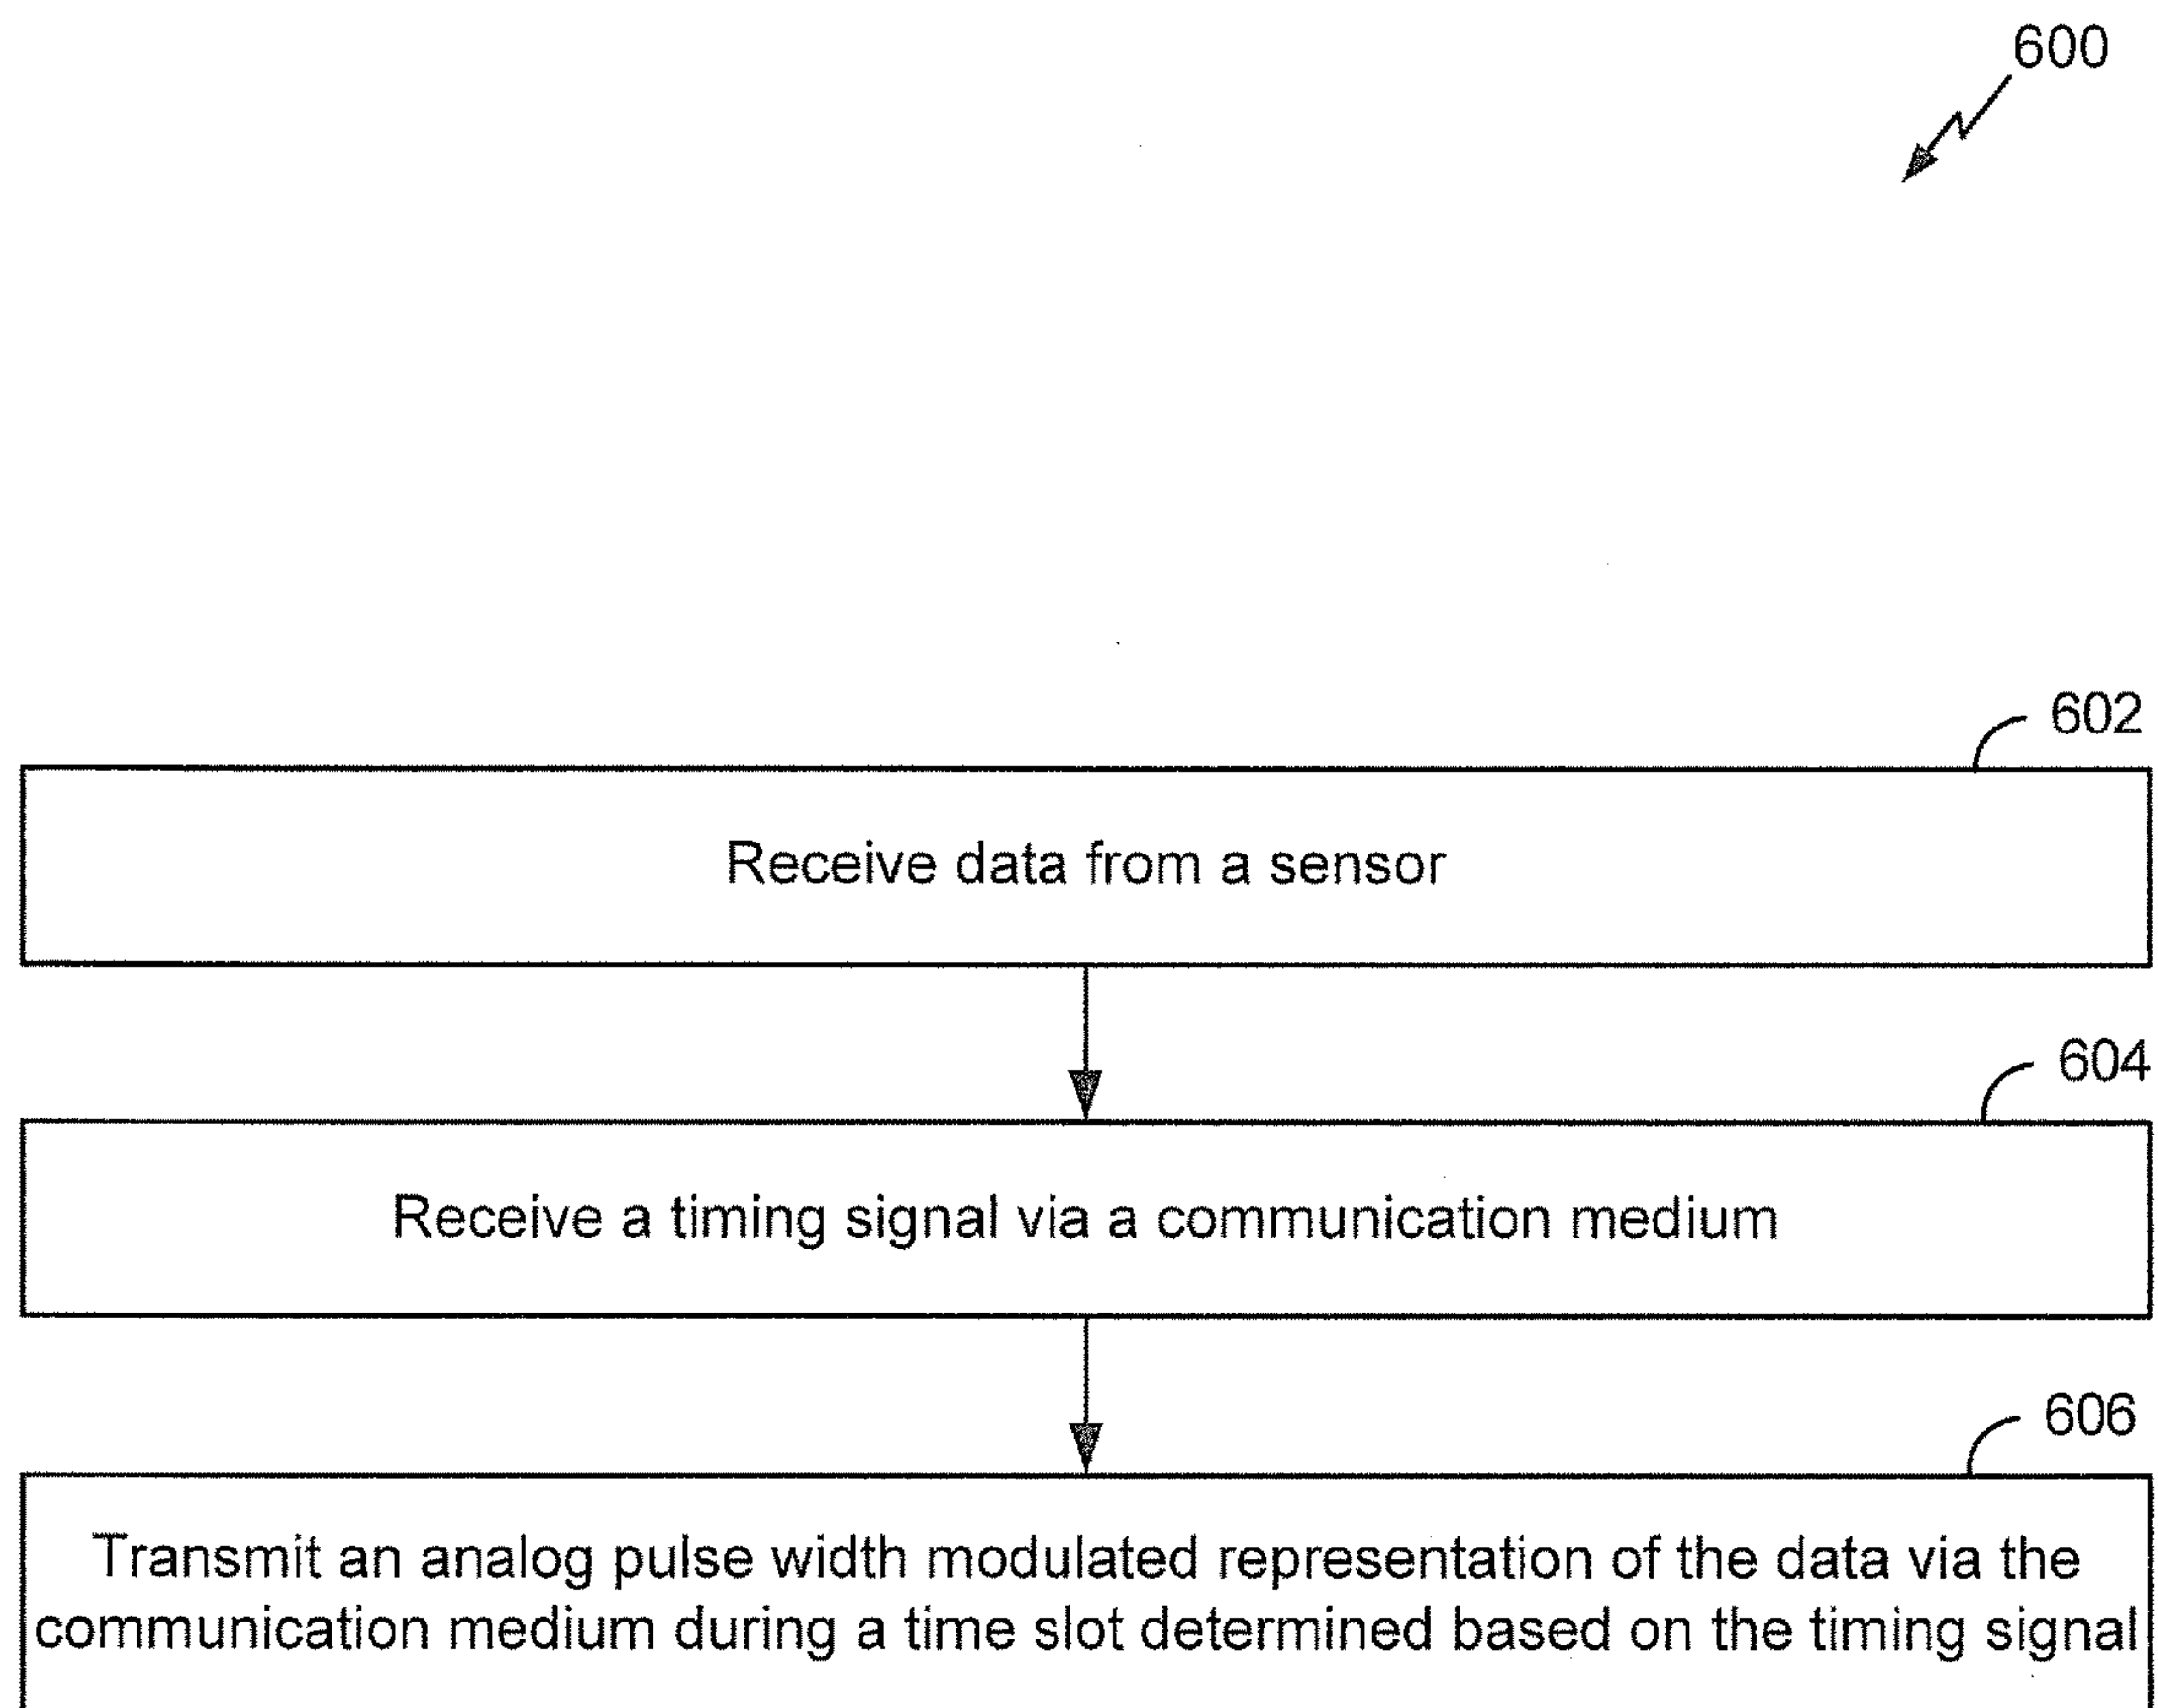 600
602
Receive data from a sensor
604
Receive a timing signal via a communication medium
606
Transmit an analog pulse width modulated representation of the data via the
communication medium during a time slot determined based on the timing signal